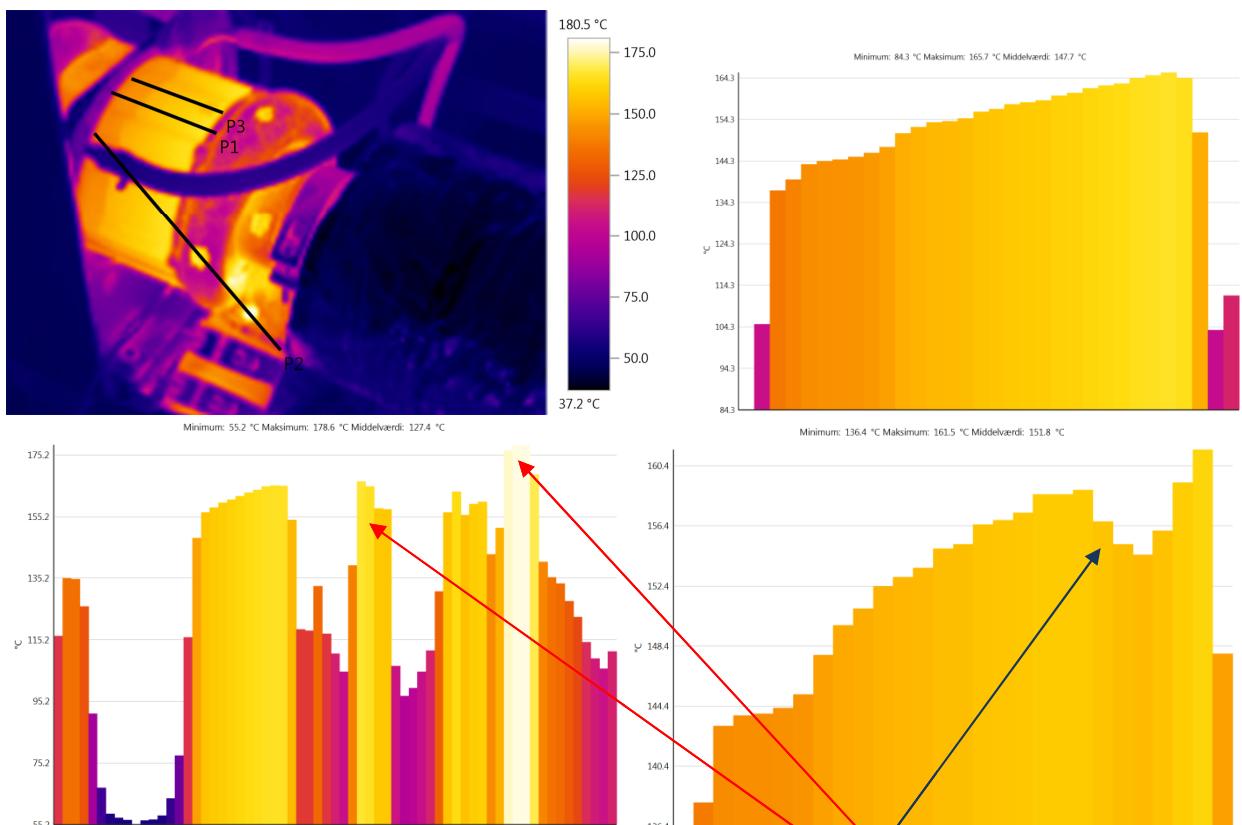 180.5 °C
175.0
150.0
125.0
100.0
75.0
50.0
37.2 °C
P3
P1
P2
Minimum: 84.3 °C Maksimum: 165.7 °C Middelværdi: 147.7 °C
164.3
154.3
144.3
134.3
124.3
°C
114.3
104.3
94.3
84.3
Minimum: 55.2 °C Maksimum: 178.6 °C Middelværdi: 127.4 °C
175.2
155.2
135.2
115.2
°C
95.2
75.2
55.2
Minimum: 136.4 °C Maksimum: 161.5 °C Middelværdi: 151.8 °C
160.4
156.4
152.4
°C
148.4
144.4
140.4
136.4